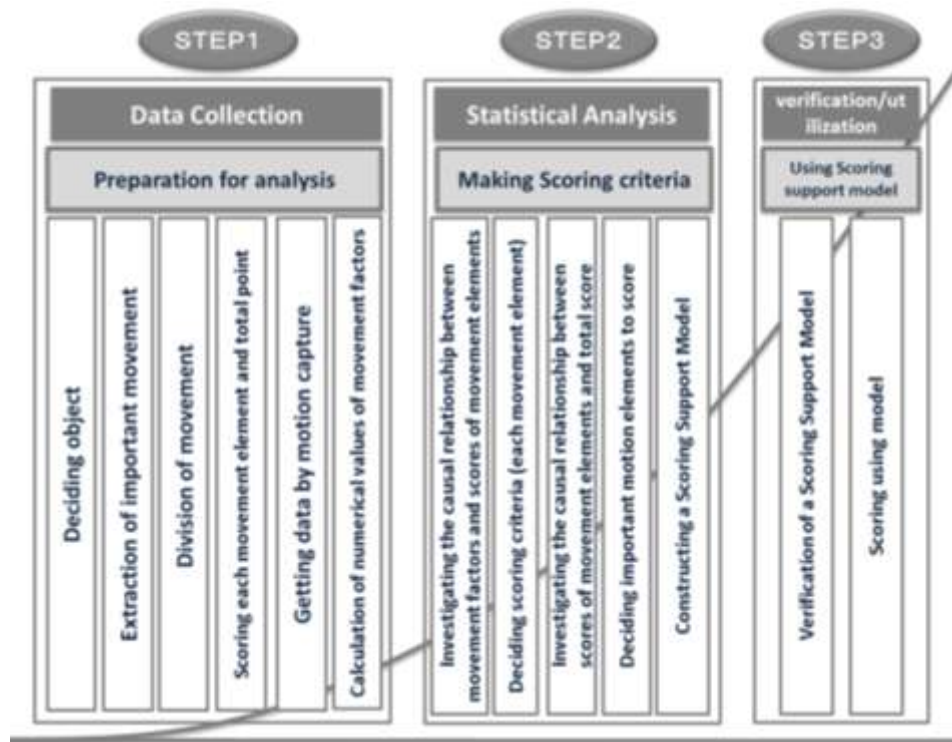 STEP1
Data Collection
Preparation for analysis
Deciding object
Extraction of important movement
Division of movement
Scoring each movement element and total point
Getting data by motion capture
Calculation of numerical values of movement factors
STEP2
Statistical Analysis
Making Scoring criteria
Investigating the causal relationship between
movement factors and scores of movement elements
Deciding scoring criteria (each movement element)
Investigating the causal relationship between
scores of movement elements and total score
Deciding important motion elements to score
Constructing a Scoring Support Model
STEP3
verification/ut
ilization
Using Scoring
support model
Verification of a Scoring Support Model
Scoring using model